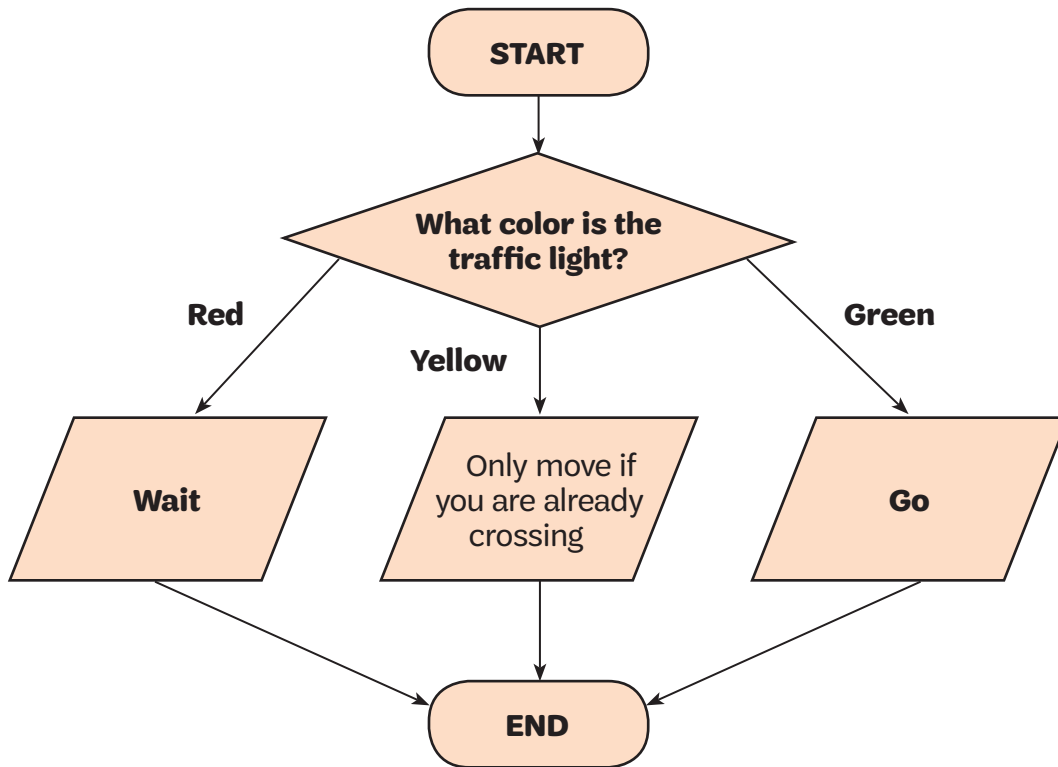 START
What color is the
traffic light?
Red
Yellow
Green
Wait
Only move if
you are already
crossing
Go
END